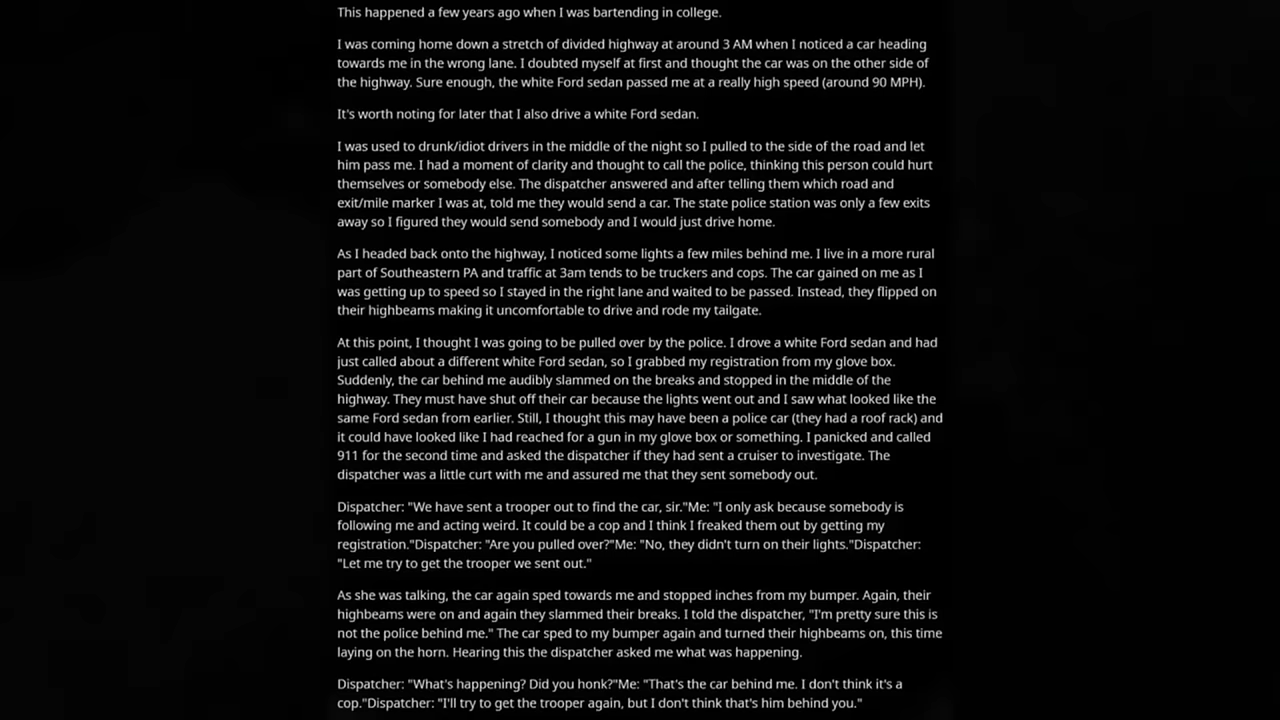 This happened a few years ago when I was bartending in college.
I was coming home down a stretch of divided highway at around 3 AM when I noticed a car heading
towards me in the wrong lane. I doubted myself at first and thought the car was on the other side of
the highway. Sure enough, the white Ford sedan passed me at a really high speed (around 90 MPH).
It's worth noting for later that I also drive a white Ford sedan.
I was used to drunk/idiot drivers in the middle of the night so I pulled to the side of the road and let
him pass me. I had a moment of clarity and thought to call the police, thinking this person could hurt
themselves or somebody else. The dispatcher answered and after telling them which road and
exit/mile marker I was at, told me they would send a car. The state police station was only a few exits
away so I figured they would send somebody and I would just drive home.
As I headed back onto the highway, I noticed some lights a few miles behind me. I live in a more rural
part of Southeastern PA and traffic at 3am tends to be truckers and cops. The car gained on me as I
was getting up to speed so I stayed in the right lane and waited to be passed. Instead, they flipped on
their highbeams making it uncomfortable to drive and rode my tailgate.
At this point, I thought I was going to be pulled over by the police. I drove a white Ford sedan and had
just called about a different white Ford sedan, so I grabbed my registration from my glove box.
Suddenly, the car behind me audibly slammed on the breaks and stopped in the middle of the
highway. They must have shut off their car because the lights went out and I saw what looked like the
same Ford sedan from earlier. Still, I thought this may have been a police car (they had a roof rack) and
it could have looked like I had reached for a gun in my glove box or something. I panicked and called
911 for the second time and asked the dispatcher if they had sent a cruiser to investigate. The
dispatcher was a little curt with me and assured me that they sent somebody out.
Dispatcher: "We have sent a trooper out to find the car, sir."Me: "I only ask because somebody is
following me and acting weird. It could be a cop and I think I freaked them out by getting my
registration."Dispatcher: "Are you pulled over?"Me: "No, they didn't turn on their lights."Dispatcher:
"Let me try to get the trooper we sent out."
As she was talking, the car again sped towards me and stopped inches from my bumper. Again, their
highbeams were on and again they slammed their breaks. I told the dispatcher, "I'm pretty sure this is
not the police behind me." The car sped to my bumper again and turned their highbeams on, this time
laying on the horn. Hearing this the dispatcher asked me what was happening.
Dispatcher: "What's happening? Did you honk?"Me: "That's the car behind me. I don't think it's a
cop."Dispatcher: "I'll try to get the trooper again, but I don't think that's him behind you."